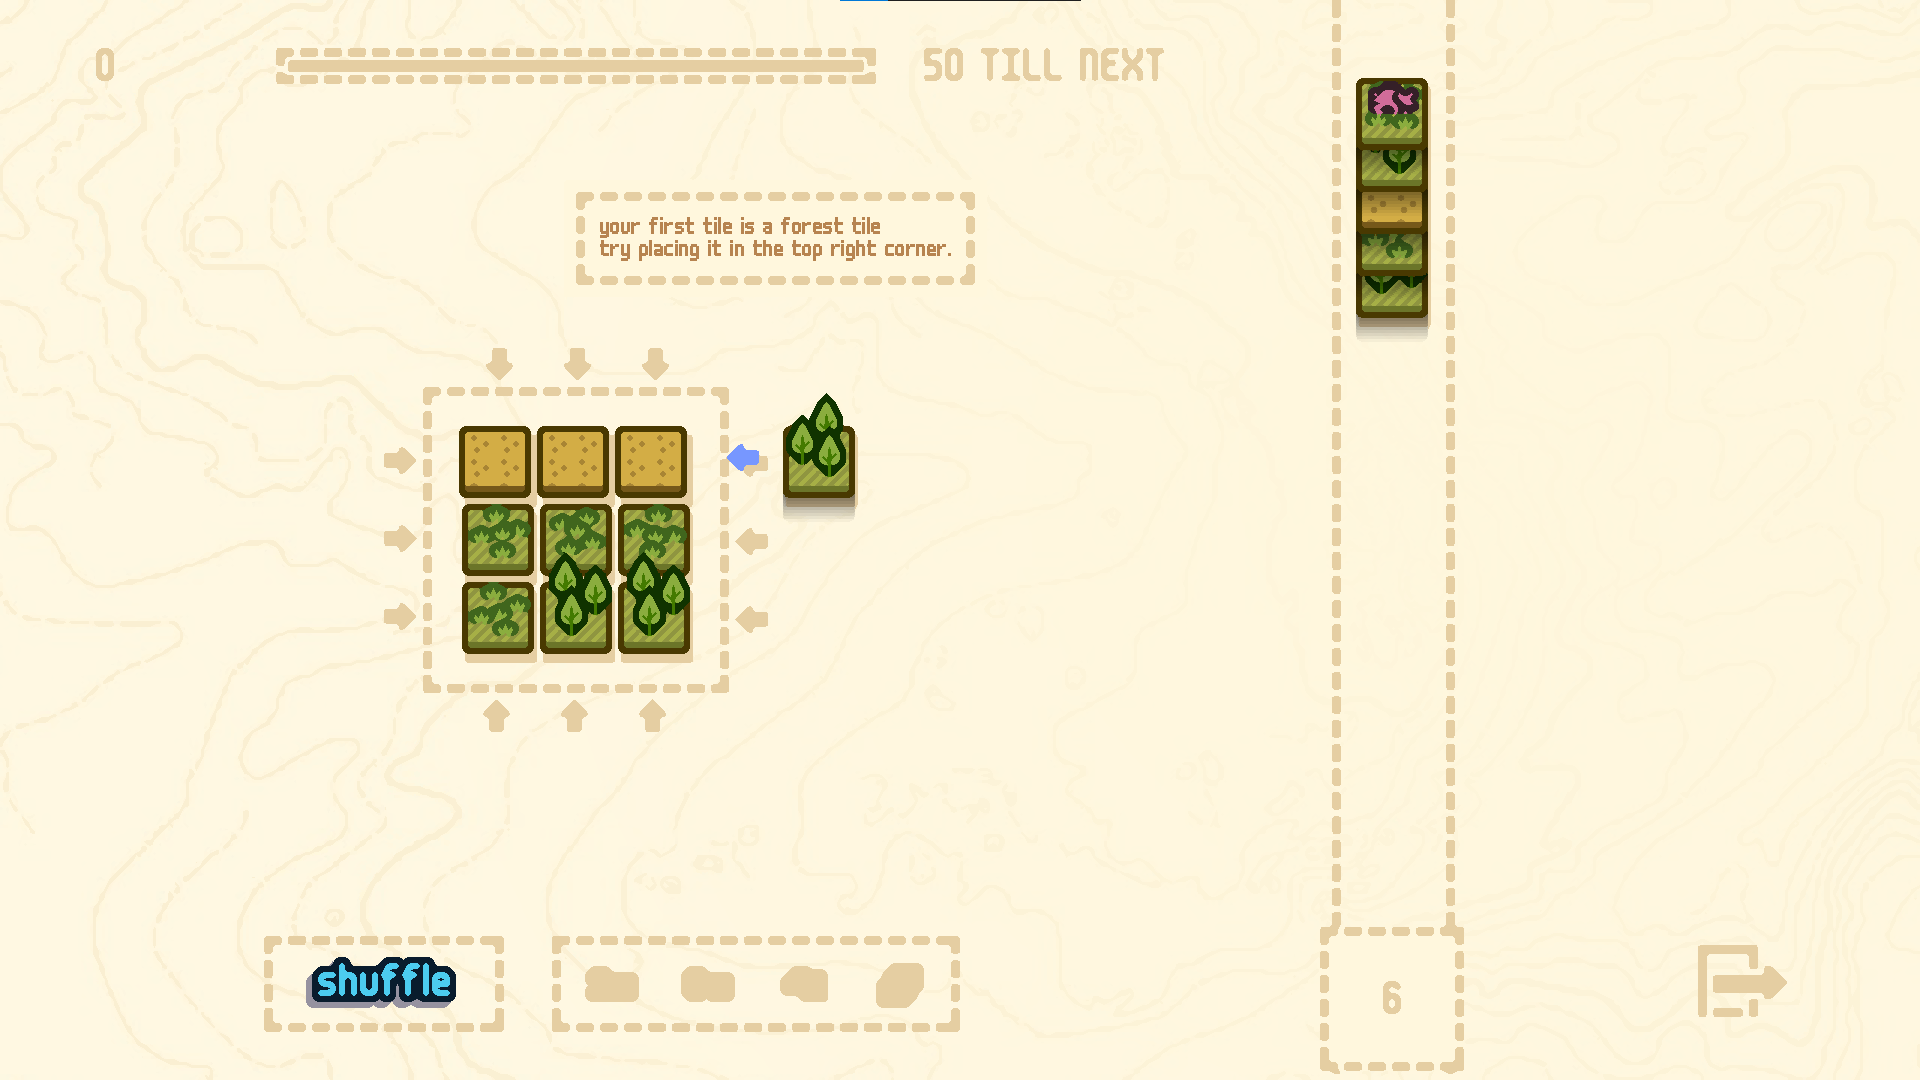 0
50 TILL NEXT
your first tile is a forest tile
try placing it in the top right corner.
shuffle
6